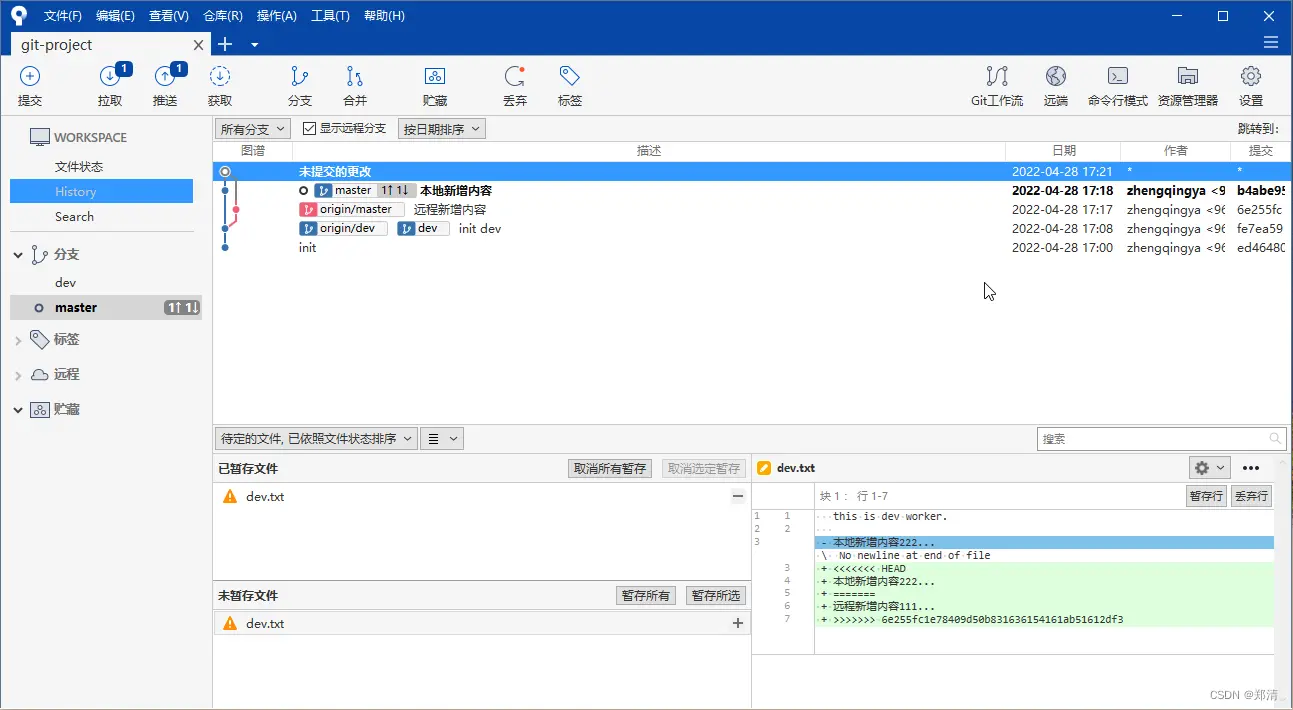 文件(F) 编辑(E) 查看(V) 仓库(R) 操作(A) 工具(T) 帮助(H)
git-project
1 1
提交 拉取 推送 获取 分支 合并 贮藏 丢弃 标签 Git工作流 远端 命令行模式 资源管理器 设置
WORKSPACE
文件状态
History
Search
分支
dev
master 1↑ 1↓
标签
远程
贮藏
所有分支 显示远程分支 按日期排序 跳转到:
图谱 描述 日期 作者 提交
未提交的更改 2022-04-28 17:21 * *
master 1↑ 1↓ 本地新增内容 2022-04-28 17:18 zhengqingya <9 b4abe95
origin/master 远程新增内容 2022-04-28 17:17 zhengqingya <96 6e255fc
origin/dev dev init dev 2022-04-28 17:08 zhengqingya <96 fe7ea59
init 2022-04-28 17:00 zhengqingya <96 ed46480
待定的文件, 已依照文件状态排序 搜索
已暂存文件 取消所有暂存 取消选定暂存
dev.txt
未暂存文件 暂存所有 暂存所选
dev.txt
dev.txt
块 1： 行 1-7 暂存行 丢弃行
1 1 this is dev worker.
2 2
3 - 本地新增内容222...
\ No newline at end of file
3 + <<<<<<< HEAD
4 + 本地新增内容222...
5 + =======
6 + 远程新增内容111...
7 + >>>>>>> 6e255fc1e78409d50b831636154161ab51612df3
CSDN @郑清